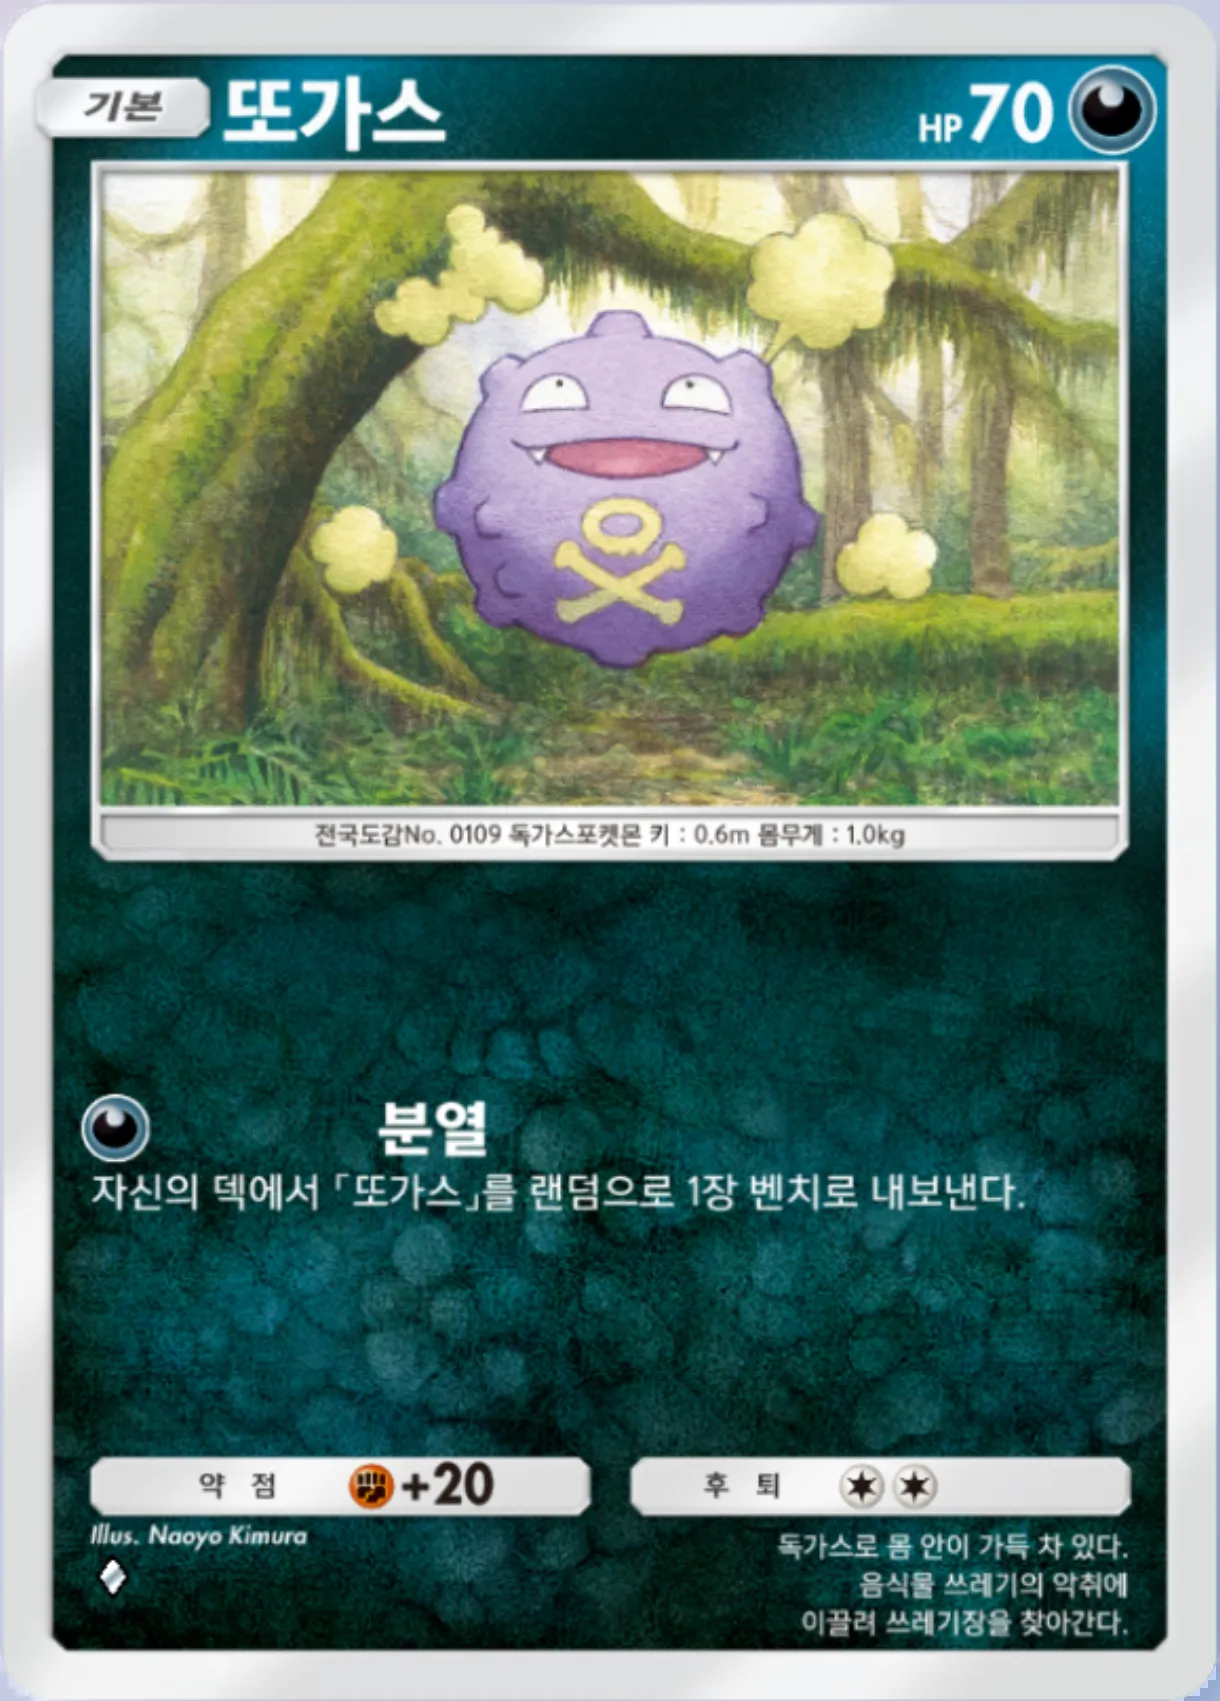 기본 또가스 HP 70
전국도감No. 0109 독가스포켓몬 키 : 0.6m 몸무게 : 1.0kg
분열
자신의 덱에서 「또가스」를 랜덤으로 1장 벤치로 내보낸다.
약 점 +20 후 퇴
Illus. Naoyo Kimura
독가스로 몸 안이 가득 차 있다.
음식물 쓰레기의 악취에
이끌려 쓰레기장을 찾아간다.